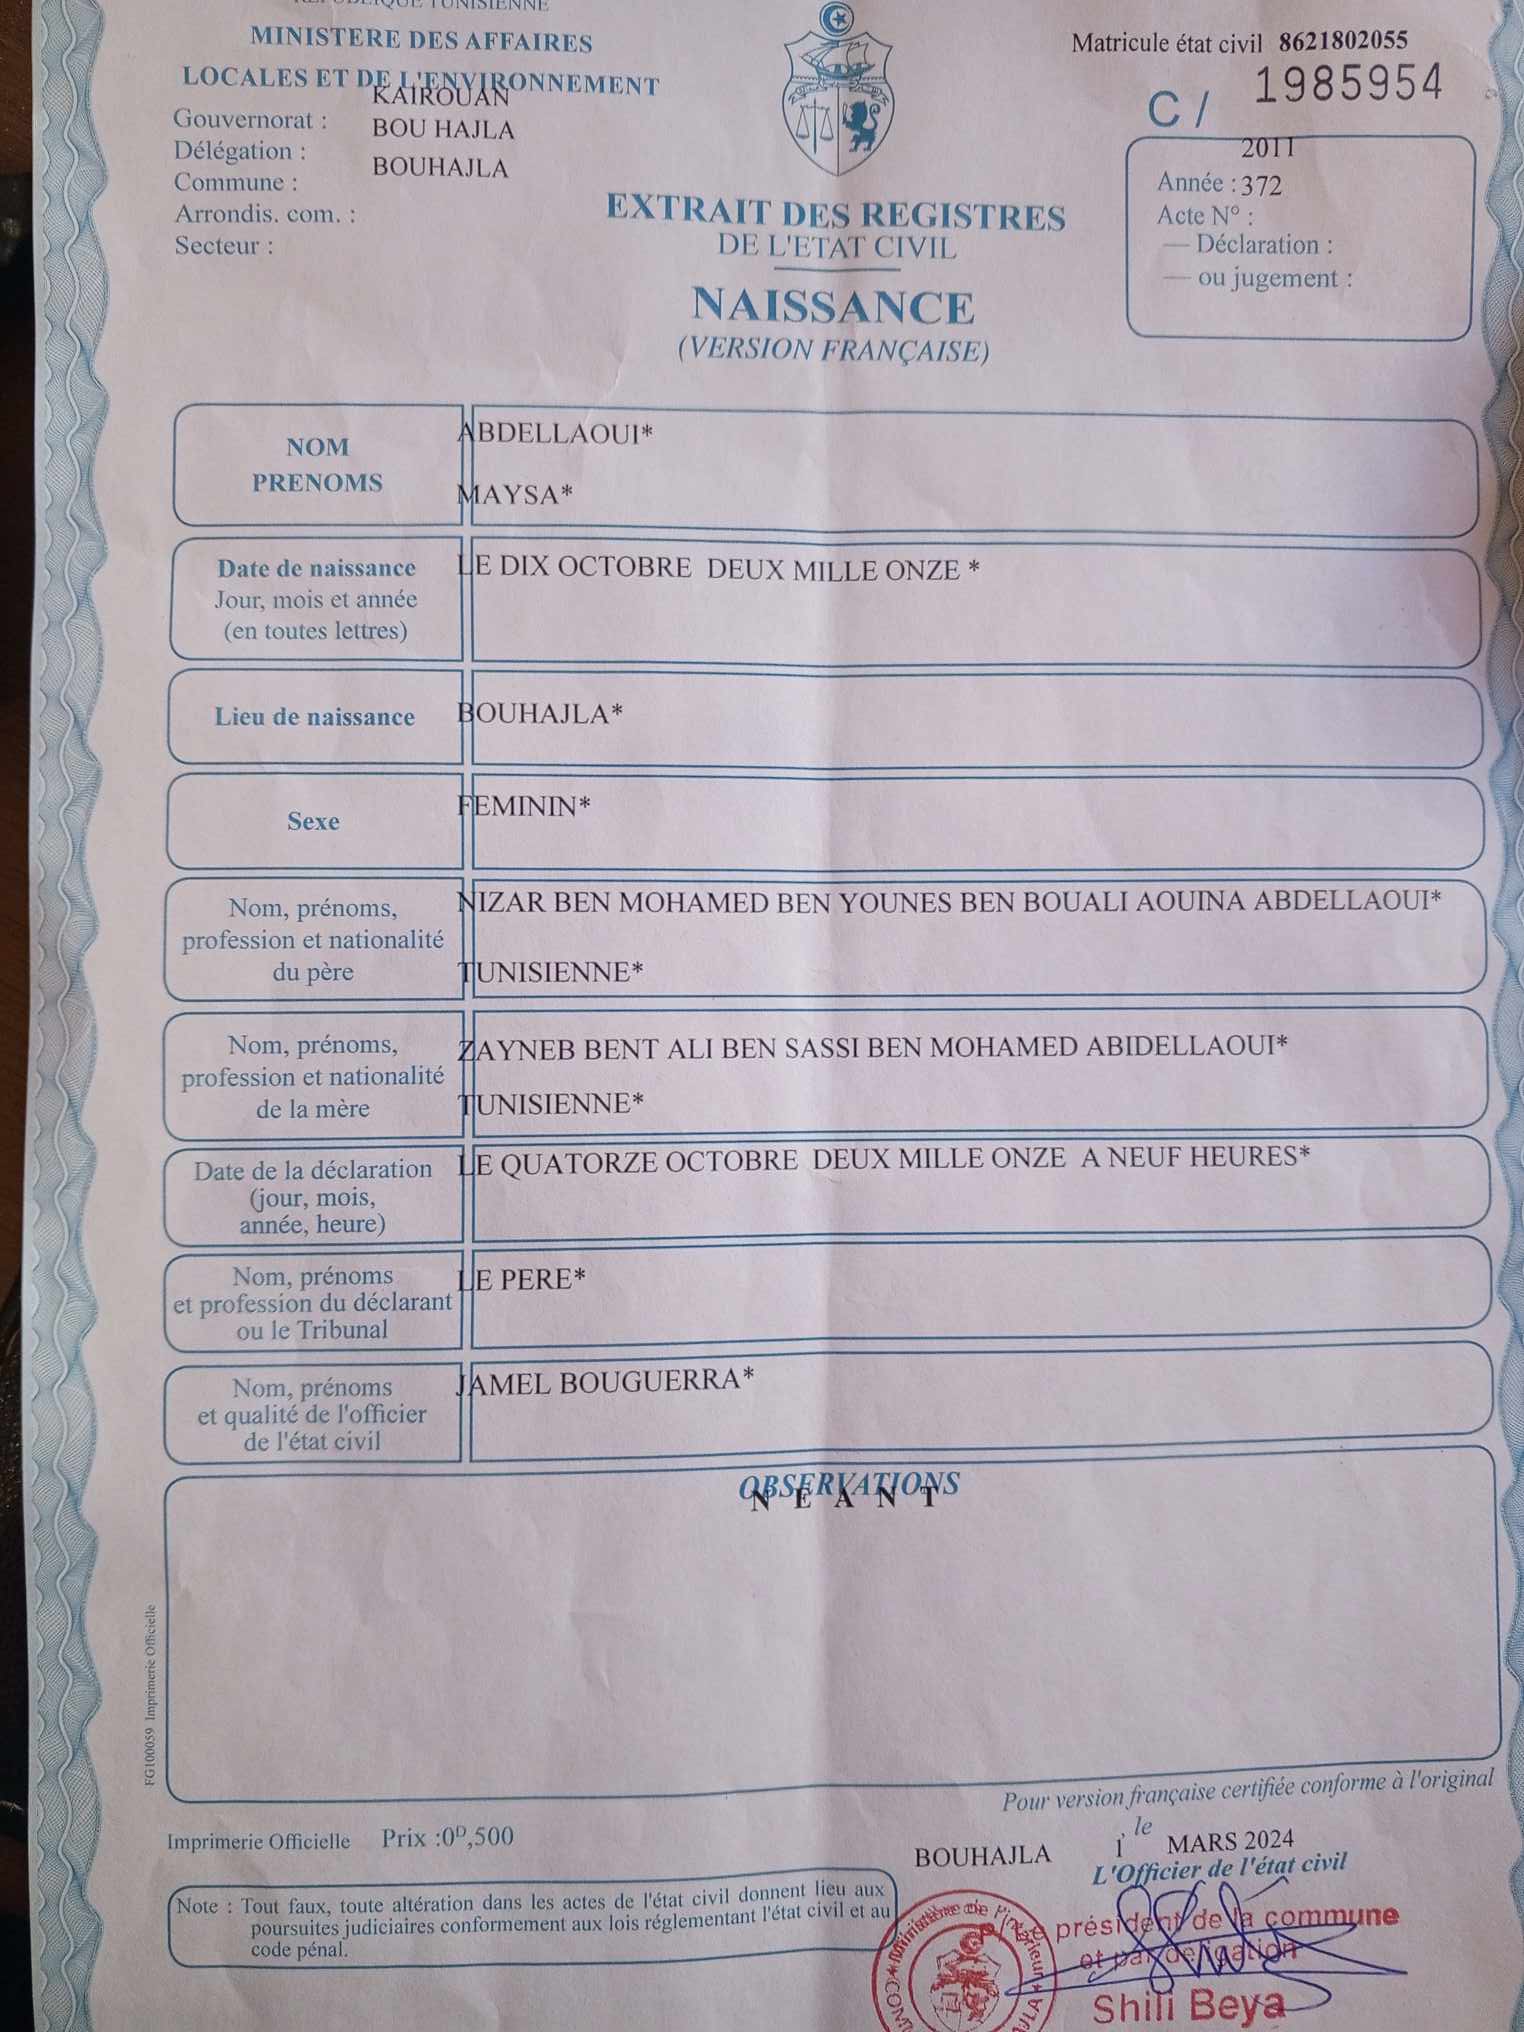 REPUBLIQUE TUNISIENNE
MINISTERE DES AFFAIRES
LOCALES ET DE L'ENVIRONNEMENT
Gouvernorat : KAIROUAN
Délégation : BOU HAJLA
Commune : BOUHAJLA
Arrondis. com. :
Secteur :
Matricule état civil 8621802055
C/ 1985954
2011
Année : 372
Acte N° :
— Déclaration :
— ou jugement :
EXTRAIT DES REGISTRES
DE L'ETAT CIVIL
NAISSANCE
(VERSION FRANÇAISE)
NOM
PRENOMS
ABDELLAOUI*
MAYSA*
Date de naissance
Jour, mois et année
(en toutes lettres)
LE DIX OCTOBRE DEUX MILLE ONZE *
Lieu de naissance
BOUHAJLA*
Sexe
FEMININ*
Nom, prénoms,
profession et nationalité
du père
NIZAR BEN MOHAMED BEN YOUNES BEN BOUALI AOUINA ABDELLAOUI*
TUNISIENNE*
Nom, prénoms,
profession et nationalité
de la mère
ZAYNEB BENT ALI BEN SASSI BEN MOHAMED ABIDELLAOUI*
TUNISIENNE*
Date de la déclaration
(jour, mois,
année, heure)
LE QUATORZE OCTOBRE DEUX MILLE ONZE A NEUF HEURES*
Nom, prénoms
et profession du déclarant
ou le Tribunal
LE PERE*
Nom, prénoms
et qualité de l'officier
de l'état civil
JAMEL BOUGUERRA*
OBSERVATIONS
N E A N T
FG100059 Imprimerie Officielle
Pour version française certifiée conforme à l'original
Imprimerie Officielle Prix :0ᴰ,500
BOUHAJLA le 1 MARS 2024
L'Officier de l'état civil
Note : Tout faux, toute altération dans les actes de l'état civil donnent lieu aux
poursuites judiciaires conformement aux lois réglementant l'état civil et au
code pénal.
président de la commune
et par délégation
Shili Beya
Ministère de l'intérieur